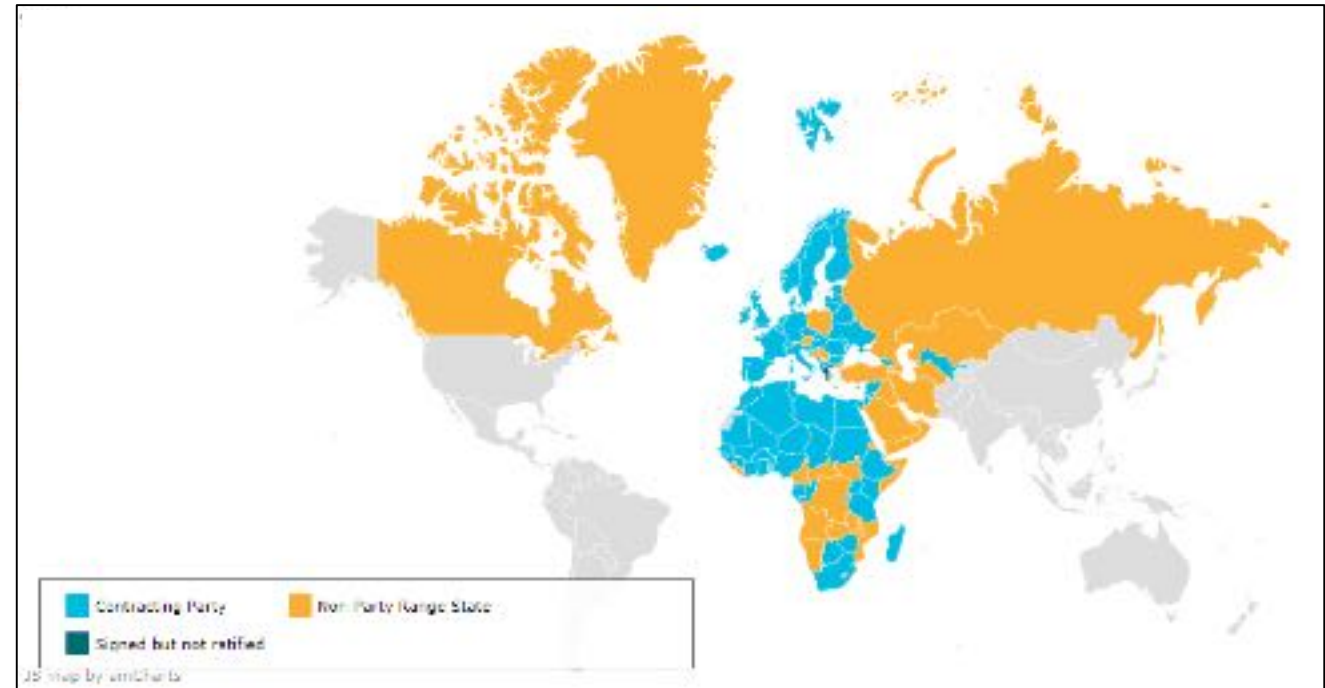 Contracting Party
Non Party Range State
Signed but not ratified
JS map by amCharts